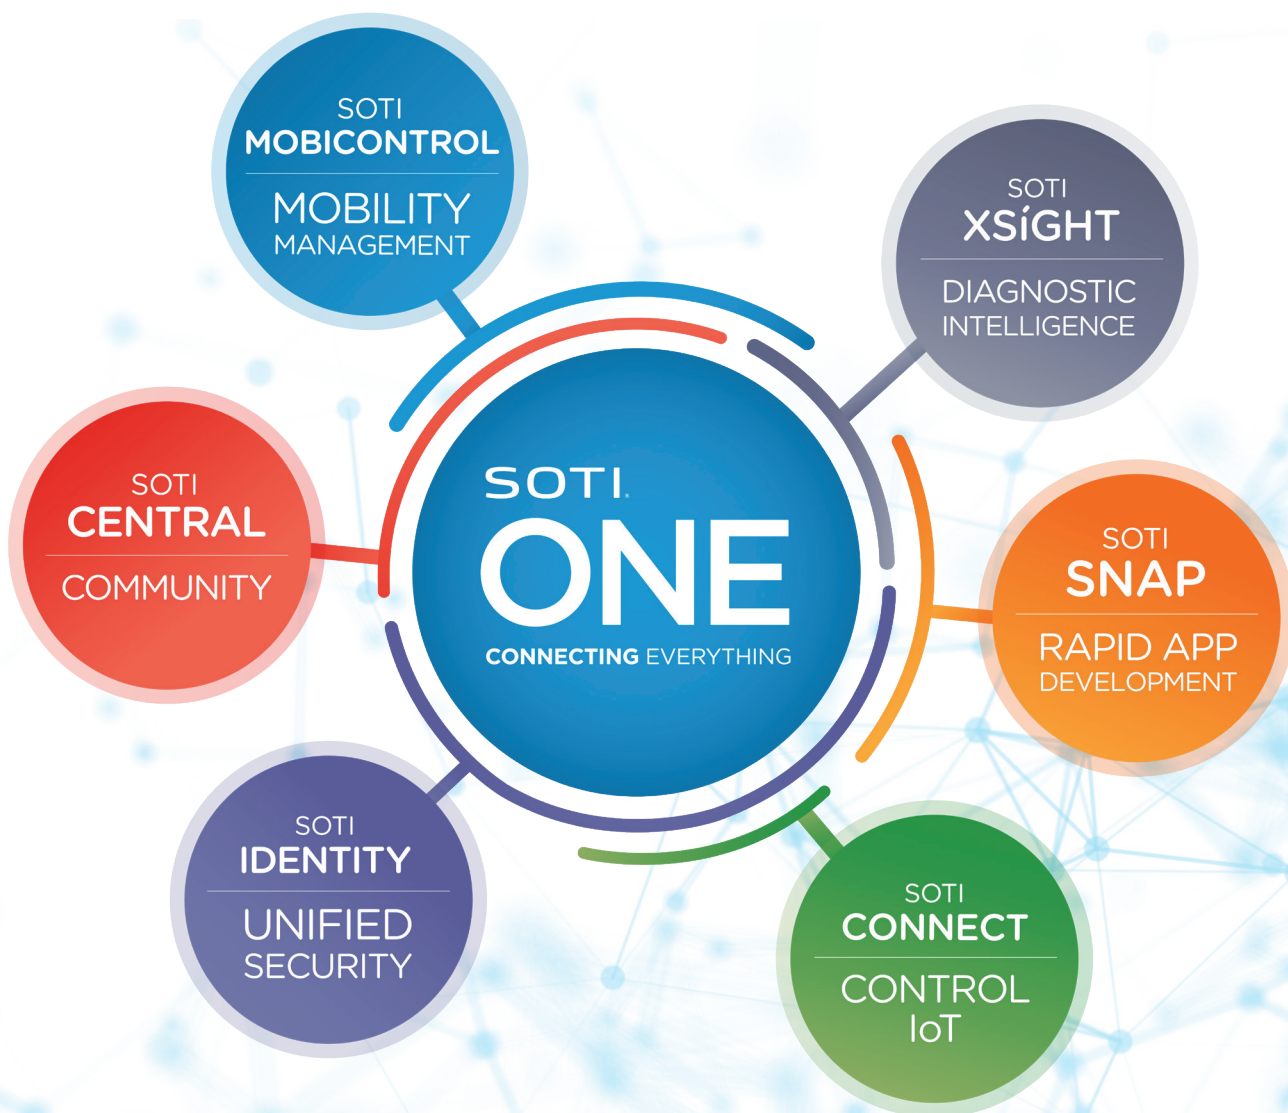 SOTI
MOBICONTROL
MOBILITY
MANAGEMENT
SOTI
XSíGHT
DIAGNOSTIC
INTELLIGENCE
SOTI
CENTRAL
COMMUNITY
SOTI.
ONE
CONNECTING EVERYTHING
SOTI
SNAP
RAPID APP
DEVELOPMENT
SOTI
IDENTITY
UNIFIED
SECURITY
SOTI
CONNECT
CONTROL
IoT